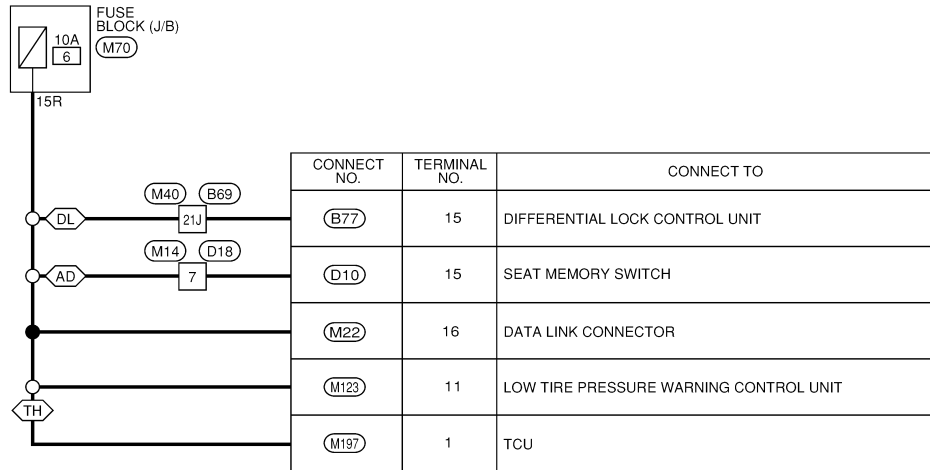 FUSE
BLOCK (J/B)
10A
6
M70
15R
CONNECT NO. TERMINAL NO. CONNECT TO
M40 B69
DL 21J B77 15 DIFFERENTIAL LOCK CONTROL UNIT
M14 D18
AD 7 D10 15 SEAT MEMORY SWITCH
M22 16 DATA LINK CONNECTOR
M123 11 LOW TIRE PRESSURE WARNING CONTROL UNIT
TH
M197 1 TCU